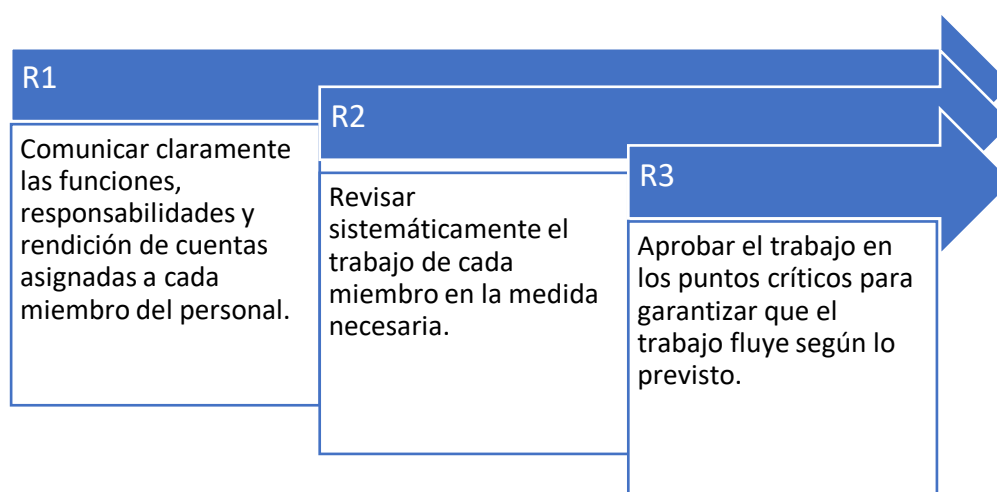 R1
Comunicar claramente
las funciones,
responsabilidades y
rendición de cuentas
asignadas a cada
miembro del personal.
R2
Revisar
sistemáticamente el
trabajo de cada
miembro en la medida
necesaria.
R3
Aprobar el trabajo en
los puntos críticos para
garantizar que el
trabajo fluye según lo
previsto.